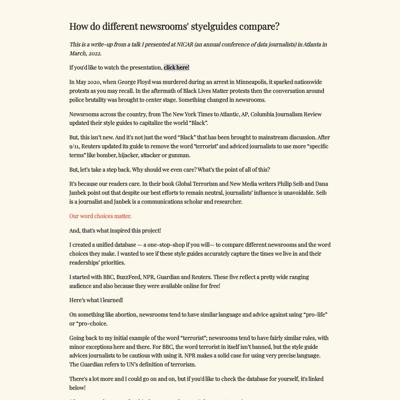 How do different newsrooms' styelguides compare?
This is a write-up from a talk I presented at NICAR (an annual conference of data journalists) in Atlanta in
March, 2022.
If you'd like to watch the presentation, click here!
In May 2020, when George Floyd was murdered during an arrest in Minneapolis, it sparked nationwide
protests as you may recall. In the aftermath of Black Lives Matter protests then the conversation around
police brutality was brought to center stage. Something changed in newsrooms.
Newsrooms across the country, from The New York Times to Atlantic, AP, Columbia Journalism Review
updated their style guides to capitalize the world "Black".
But, this isn't new. And it's not just the word "Black" that has been brought to mainstream discussion. After
9/11, Reuters updated its guide to remove the word "terrorist" and adviced journalists to use more "specific
terms" like bomber, hijacker, attacker or gunman.
But, let's take a step back. Why should we even care? What's the point of all of this?
It's because our readers care. In their book Global Terrorism and New Media writers Philip Seib and Dana
Janbek point out that despite our best efforts to remain neutral, journalists' influence is unavoidable. Seib
is a journalist and Janbek is a communications scholar and researcher.
Our word choices matter.
And, that's what inspired this project!
I created a unified database — a one-stop-shop if you will— to compare different newsrooms and the word
choices they make. I wanted to see if these style guides accurately capture the times we live in and their
readerships' priorities.
I started with BBC, BuzzFeed, NPR, Guardian and Reuters. These five reflect a pretty wide ranging
audience and also because they were available online for free!
Here's what I learned!
On something like abortion, newsrooms tend to have similar language and advice against using "pro-life"
or "pro-choice.
Going back to my initial example of the word "terrorist"; newsrooms tend to have fairly similar rules, with
minor exceptions here and there. For BBC, the word terrorist in itself isn't banned, but the style guide
advices journalists to be cautious with using it. NPR makes a solid case for using very precise language.
The Guardian refers to UN's definition of terrorism.
There's a lot more and I could go on and on, but if you'd like to check the database for yourself, it's linked
below!